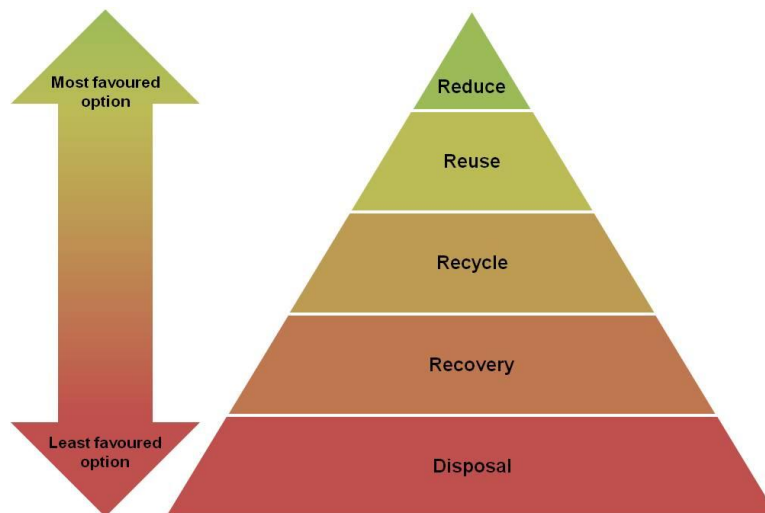 Most favoured
option
Reduce
Reuse
Recycle
Recovery
Least favoured
option
Disposal